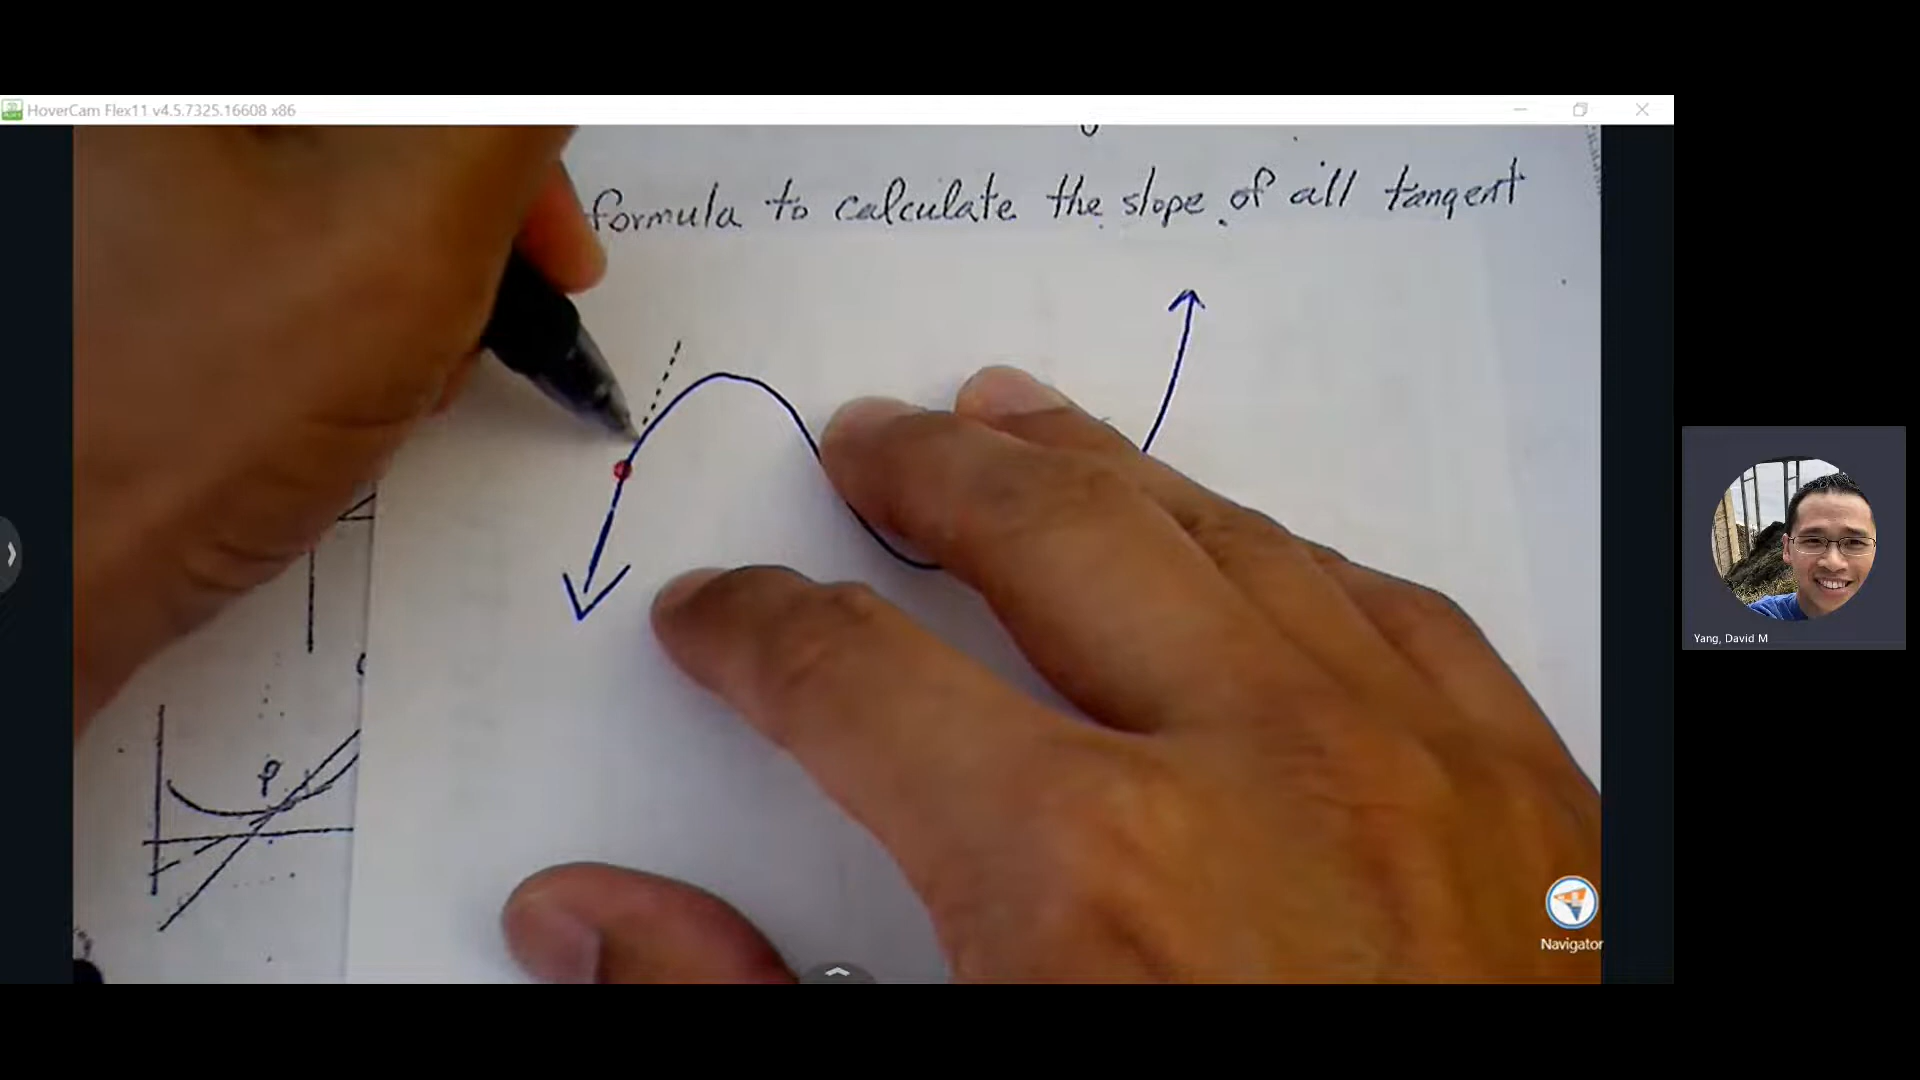 HoverCam Flex11 v4.5.7325.16608 x86
formula to calculate the slope of all tangent
P
Yang, David M
Navigator